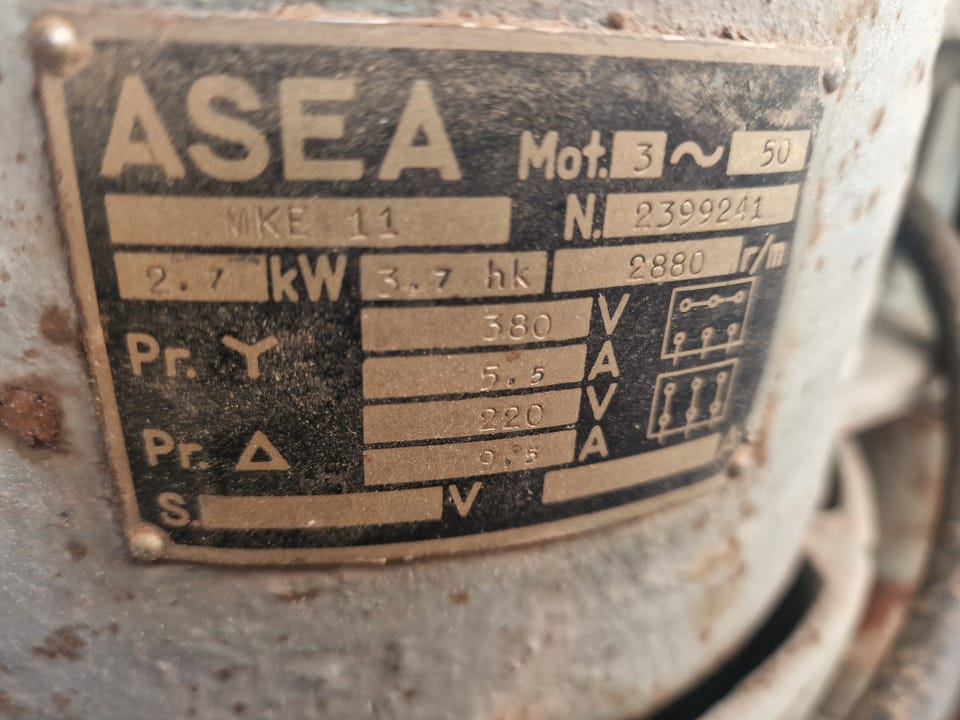 ASEA
Mot. 3 ~ 50
MKE 11 N. 2399241
2.7 kW 3.7 hk 2880 r/m
Pr. Y 380 V
5.5 A
Pr. Δ 220 V
9.5 A
S. V A